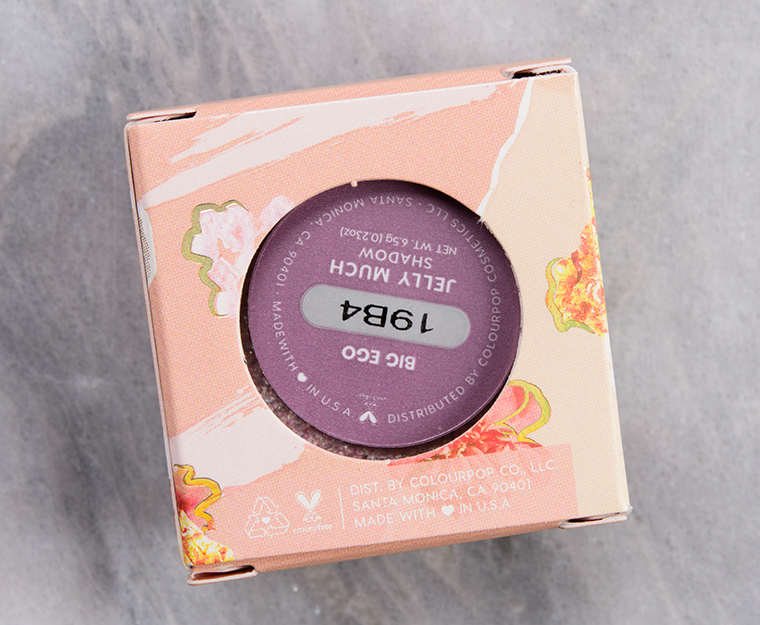 BIG EGO
19B4
JELLY MUCH
SHADOW
NET WT. 6.5g (0.23oz)
MADE WITH ♥ IN U.S.A
DISTRIBUTED BY COLOURPOP COSMETICS LLC · SANTA MONICA, CA 90401 ·
DIST. BY COLOURPOP CO., LLC.
SANTA MONICA, CA 90401
MADE WITH ♥ IN U.S.A